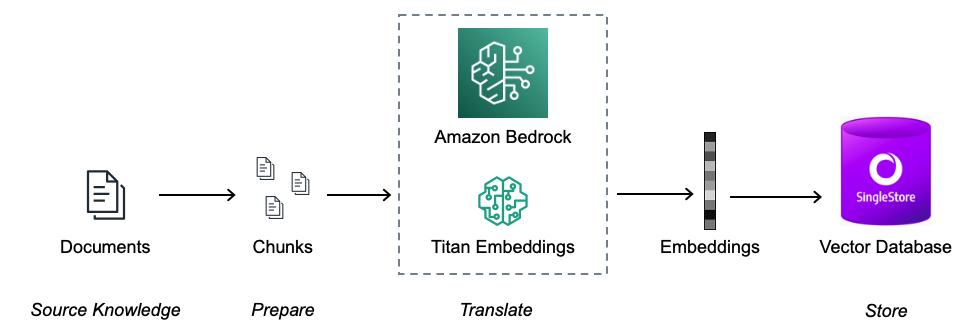 Amazon Bedrock
SingleStore
Documents
Chunks
Titan Embeddings
Embeddings
Vector Database
Source Knowledge
Prepare
Translate
Store